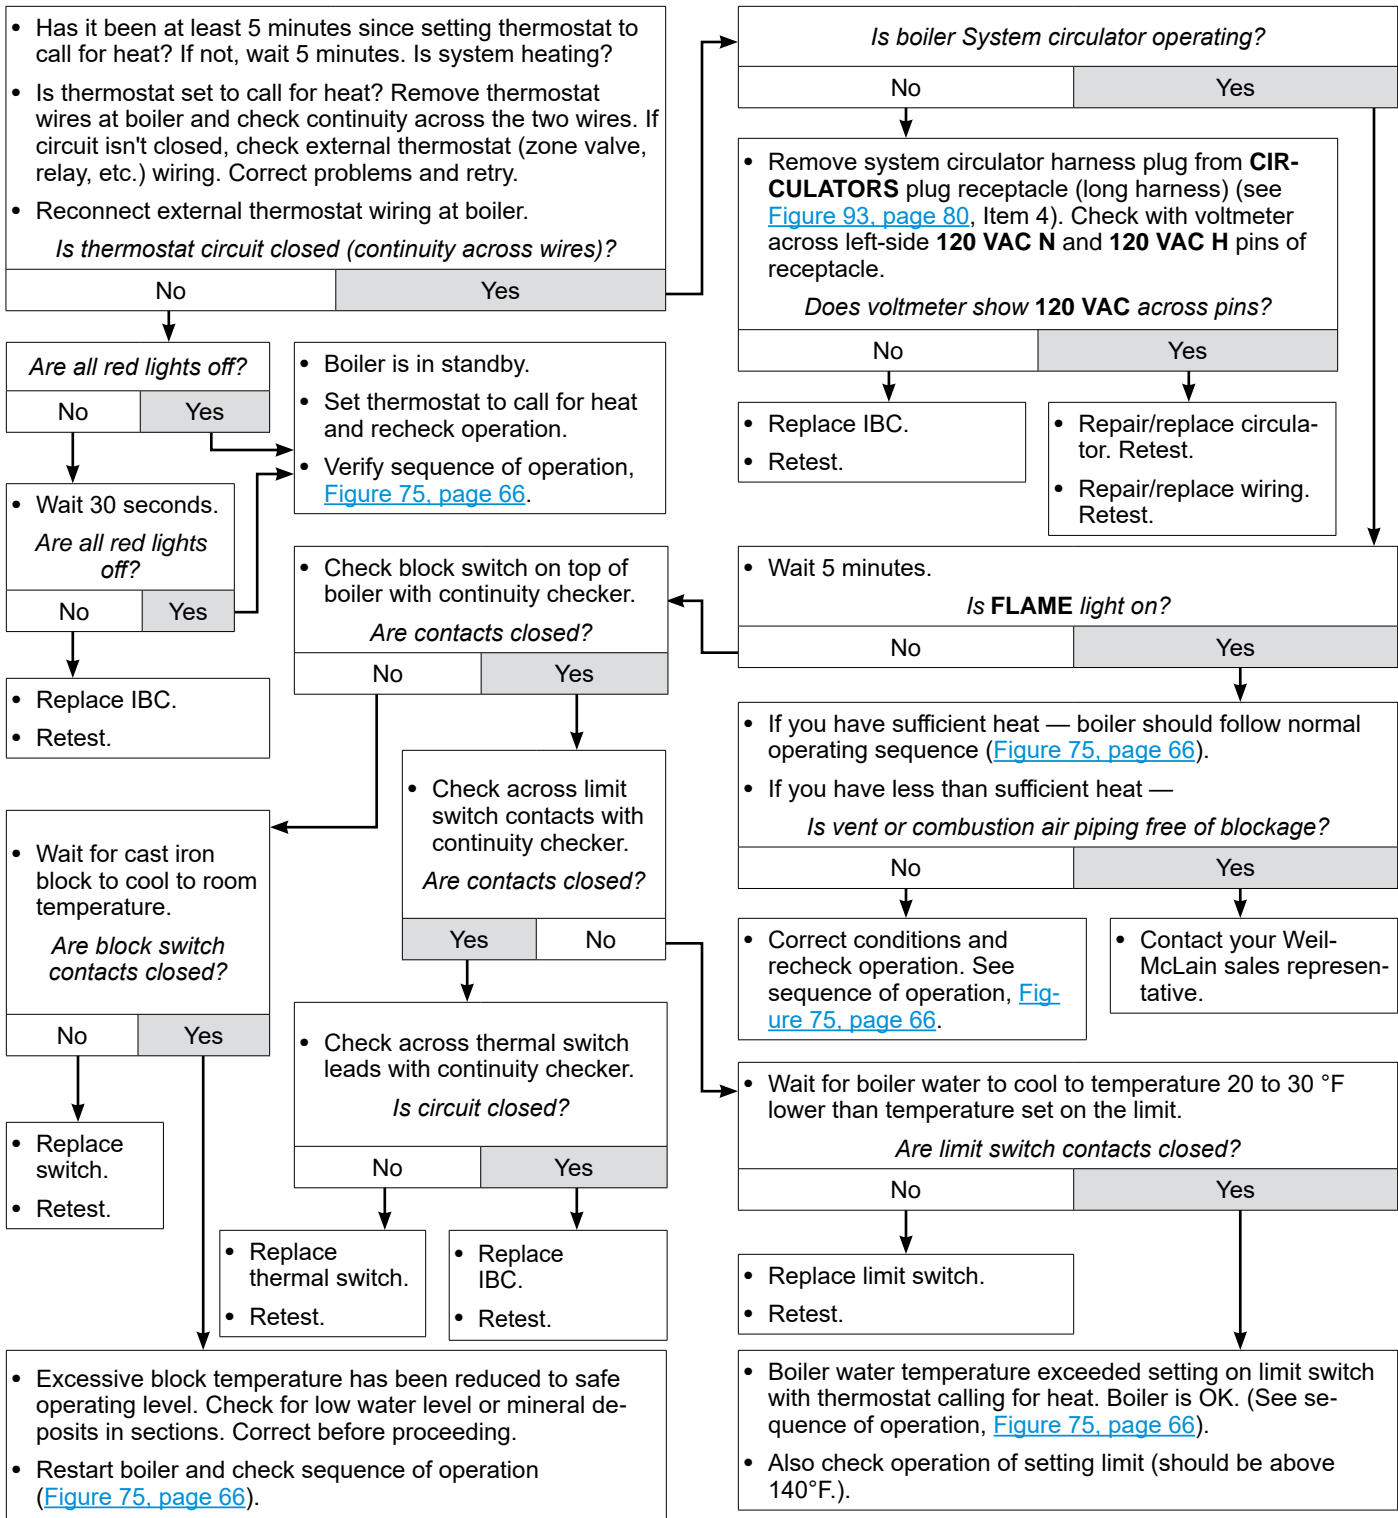 • Has it been at least 5 minutes since setting thermostat to
call for heat? If not, wait 5 minutes. Is system heating?
• Is thermostat set to call for heat? Remove thermostat
wires at boiler and check continuity across the two wires. If
circuit isn't closed, check external thermostat (zone valve,
relay, etc.) wiring. Correct problems and retry.
• Reconnect external thermostat wiring at boiler.
Is thermostat circuit closed (continuity across wires)?
No
Yes
Are all red lights off?
No
Yes
• Wait 30 seconds.
Are all red lights
off?
No
Yes
• Replace IBC.
• Retest.
• Boiler is in standby.
• Set thermostat to call for heat
and recheck operation.
• Verify sequence of operation,
Figure 75, page 66.
Is boiler System circulator operating?
No
Yes
• Remove system circulator harness plug from CIR-
CULATORS plug receptacle (long harness) (see
Figure 93, page 80, Item 4). Check with voltmeter
across left-side 120 VAC N and 120 VAC H pins of
receptacle.
Does voltmeter show 120 VAC across pins?
No
Yes
• Replace IBC.
• Retest.
• Repair/replace circula-
tor. Retest.
• Repair/replace wiring.
Retest.
• Wait 5 minutes.
Is FLAME light on?
No
Yes
• Check block switch on top of
boiler with continuity checker.
Are contacts closed?
No
Yes
• If you have sufficient heat — boiler should follow normal
operating sequence (Figure 75, page 66).
• If you have less than sufficient heat —
Is vent or combustion air piping free of blockage?
No
Yes
• Correct conditions and
recheck operation. See
sequence of operation, Fig-
ure 75, page 66.
• Contact your Weil-
McLain sales represen-
tative.
• Check across limit
switch contacts with
continuity checker.
Are contacts closed?
Yes
No
• Wait for cast iron
block to cool to room
temperature.
Are block switch
contacts closed?
No
Yes
• Replace
switch.
• Retest.
• Check across thermal switch
leads with continuity checker.
Is circuit closed?
No
Yes
• Replace
thermal switch.
• Retest.
• Replace
IBC.
• Retest.
• Wait for boiler water to cool to temperature 20 to 30 °F
lower than temperature set on the limit.
Are limit switch contacts closed?
No
Yes
• Replace limit switch.
• Retest.
• Excessive block temperature has been reduced to safe
operating level. Check for low water level or mineral de-
posits in sections. Correct before proceeding.
• Restart boiler and check sequence of operation
(Figure 75, page 66).
• Boiler water temperature exceeded setting on limit switch
with thermostat calling for heat. Boiler is OK. (See se-
quence of operation, Figure 75, page 66).
• Also check operation of setting limit (should be above
140°F.).